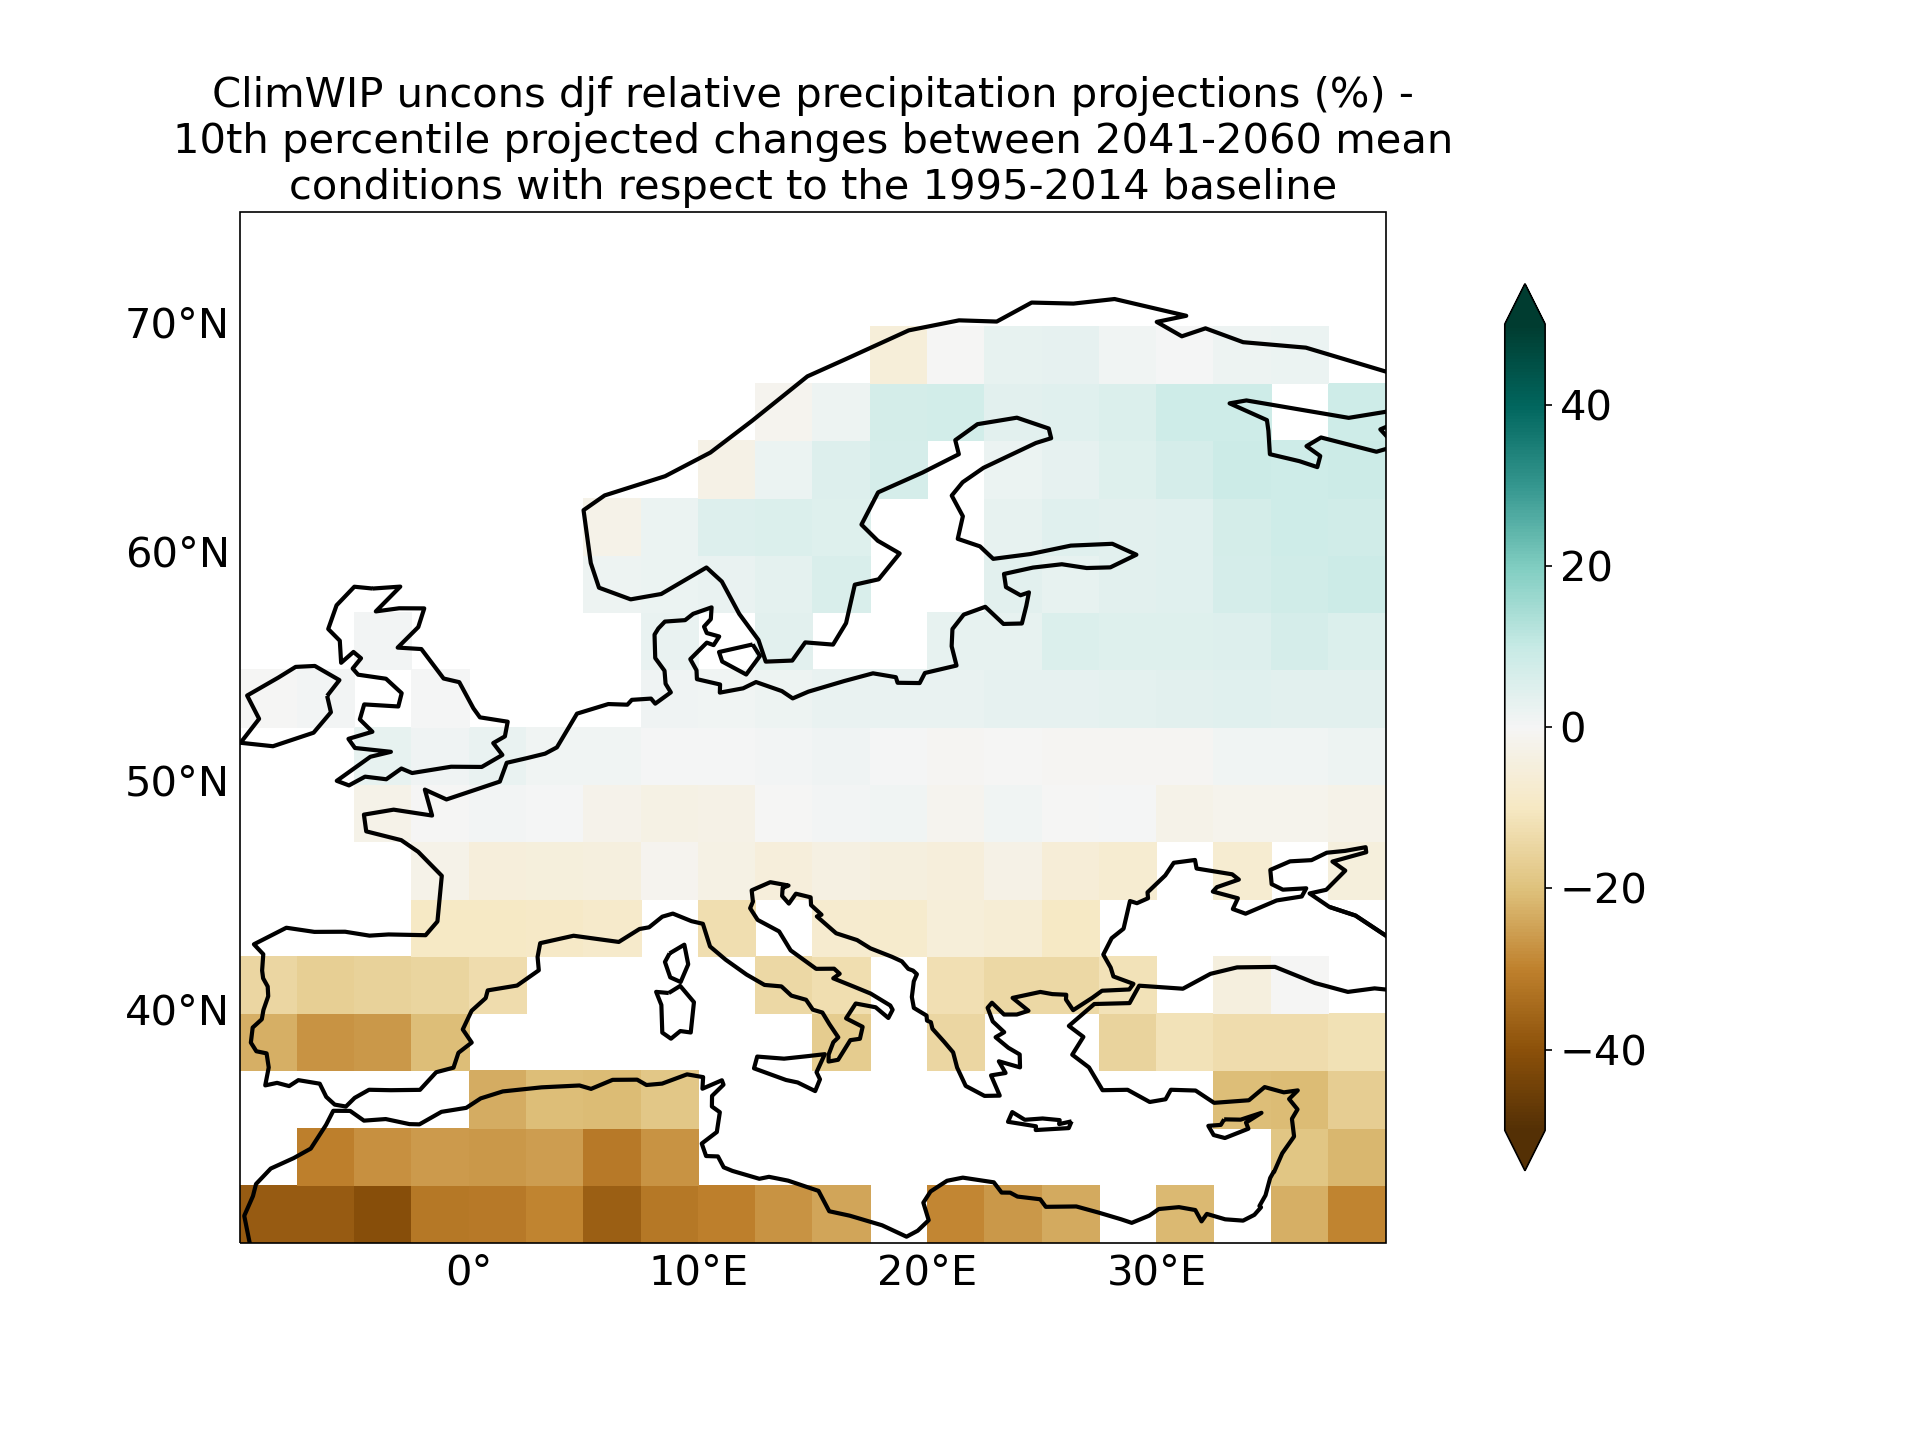 ClimWIP uncons djf relative precipitation projections (%) -
10th percentile projected changes between 2041-2060 mean
conditions with respect to the 1995-2014 baseline
70°N
60°N
50°N
40°N
0°
10°E
20°E
30°E
40
20
0
−20
−40